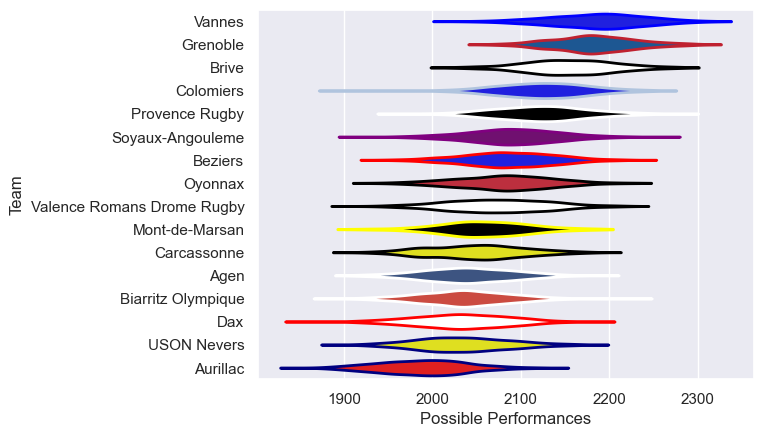 Vannes
Grenoble
Brive
Colomiers
Provence Rugby
Soyaux-Angouleme
Beziers
Oyonnax
Valence Romans Drome Rugby
Mont-de-Marsan
Carcassonne
Agen
Biarritz Olympique
Dax
USON Nevers
Aurillac
Team
1900 2000 2100 2200 2300
Possible Performances